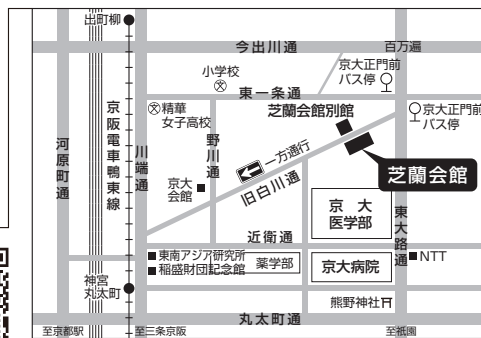 出町柳
今出川通
百万遍
小学校
文
京大正門前
バス停
東一条通
文 精華
女子高校
芝蘭会館別館
京大正門前
バス停
京阪電車鴨東線
川端通
河原町通
野川通
一方通行
旧白川通
京大
会館
芝蘭会館
京大
医学部
東大路通
近衛通
東南アジア研究所
稲盛財団記念館
薬学部
京大病院
NTT
神宮
丸太町
熊野神社
丸太町通
至京都駅
至三条京阪
至祇園